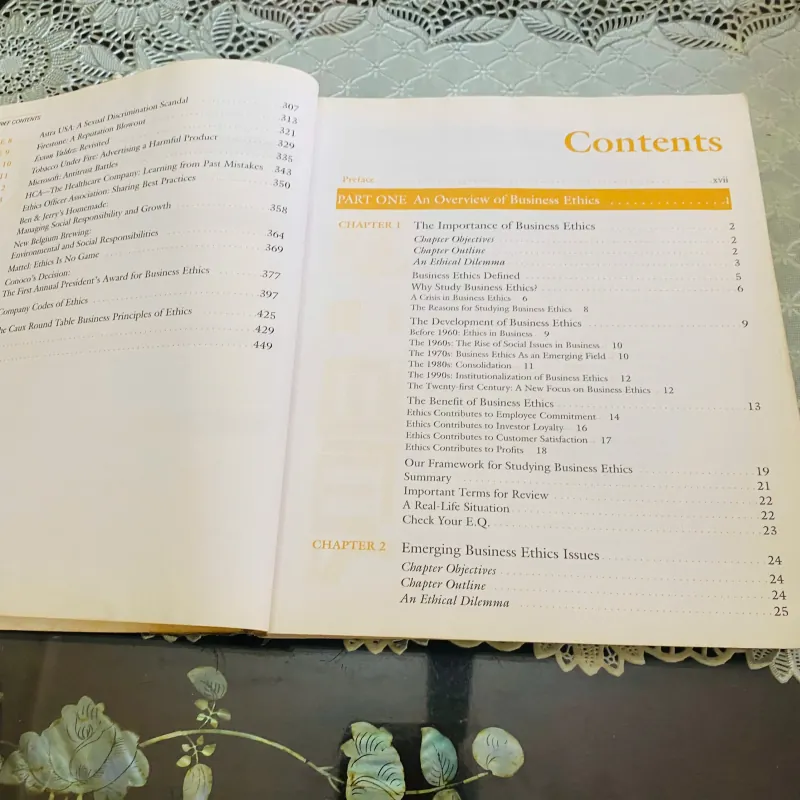 BRIEF CONTENTS
Astra USA: A Sexual Discrimination Scandal 307
Firestone: A Reputation Blowout 313
Exxon Valdez Revisited 321
Tobacco Under Fire: Advertising a Harmful Product 329
Microsoft: Antitrust Battles 335
HCA—The Healthcare Company: Learning from Past Mistakes 343
Ethics Officer Association: Sharing Best Practices 350
Ben & Jerry's Homemade:
Managing Social Responsibility and Growth 358
New Belgium Brewing:
Environmental and Social Responsibilities 364
Mattel: Ethics Is No Game 369
Conoco's Decision:
The First Annual President's Award for Business Ethics 377
Company Codes of Ethics 397
The Caux Round Table Business Principles of Ethics 425
429
449
Contents
Preface xvii
PART ONE An Overview of Business Ethics 1
CHAPTER 1 The Importance of Business Ethics 2
Chapter Objectives 2
Chapter Outline 2
An Ethical Dilemma 3
Business Ethics Defined 5
Why Study Business Ethics? 6
A Crisis in Business Ethics 6
The Reasons for Studying Business Ethics 8
The Development of Business Ethics 9
Before 1960: Ethics in Business 9
The 1960s: The Rise of Social Issues in Business 10
The 1970s: Business Ethics As an Emerging Field 10
The 1980s: Consolidation 11
The 1990s: Institutionalization of Business Ethics 12
The Twenty-first Century: A New Focus on Business Ethics 12
The Benefit of Business Ethics 13
Ethics Contributes to Employee Commitment 14
Ethics Contributes to Investor Loyalty 16
Ethics Contributes to Customer Satisfaction 17
Ethics Contributes to Profits 18
Our Framework for Studying Business Ethics 19
Summary 21
Important Terms for Review 22
A Real-Life Situation 22
Check Your E.Q. 23
CHAPTER 2 Emerging Business Ethics Issues 24
Chapter Objectives 24
Chapter Outline 24
An Ethical Dilemma 25